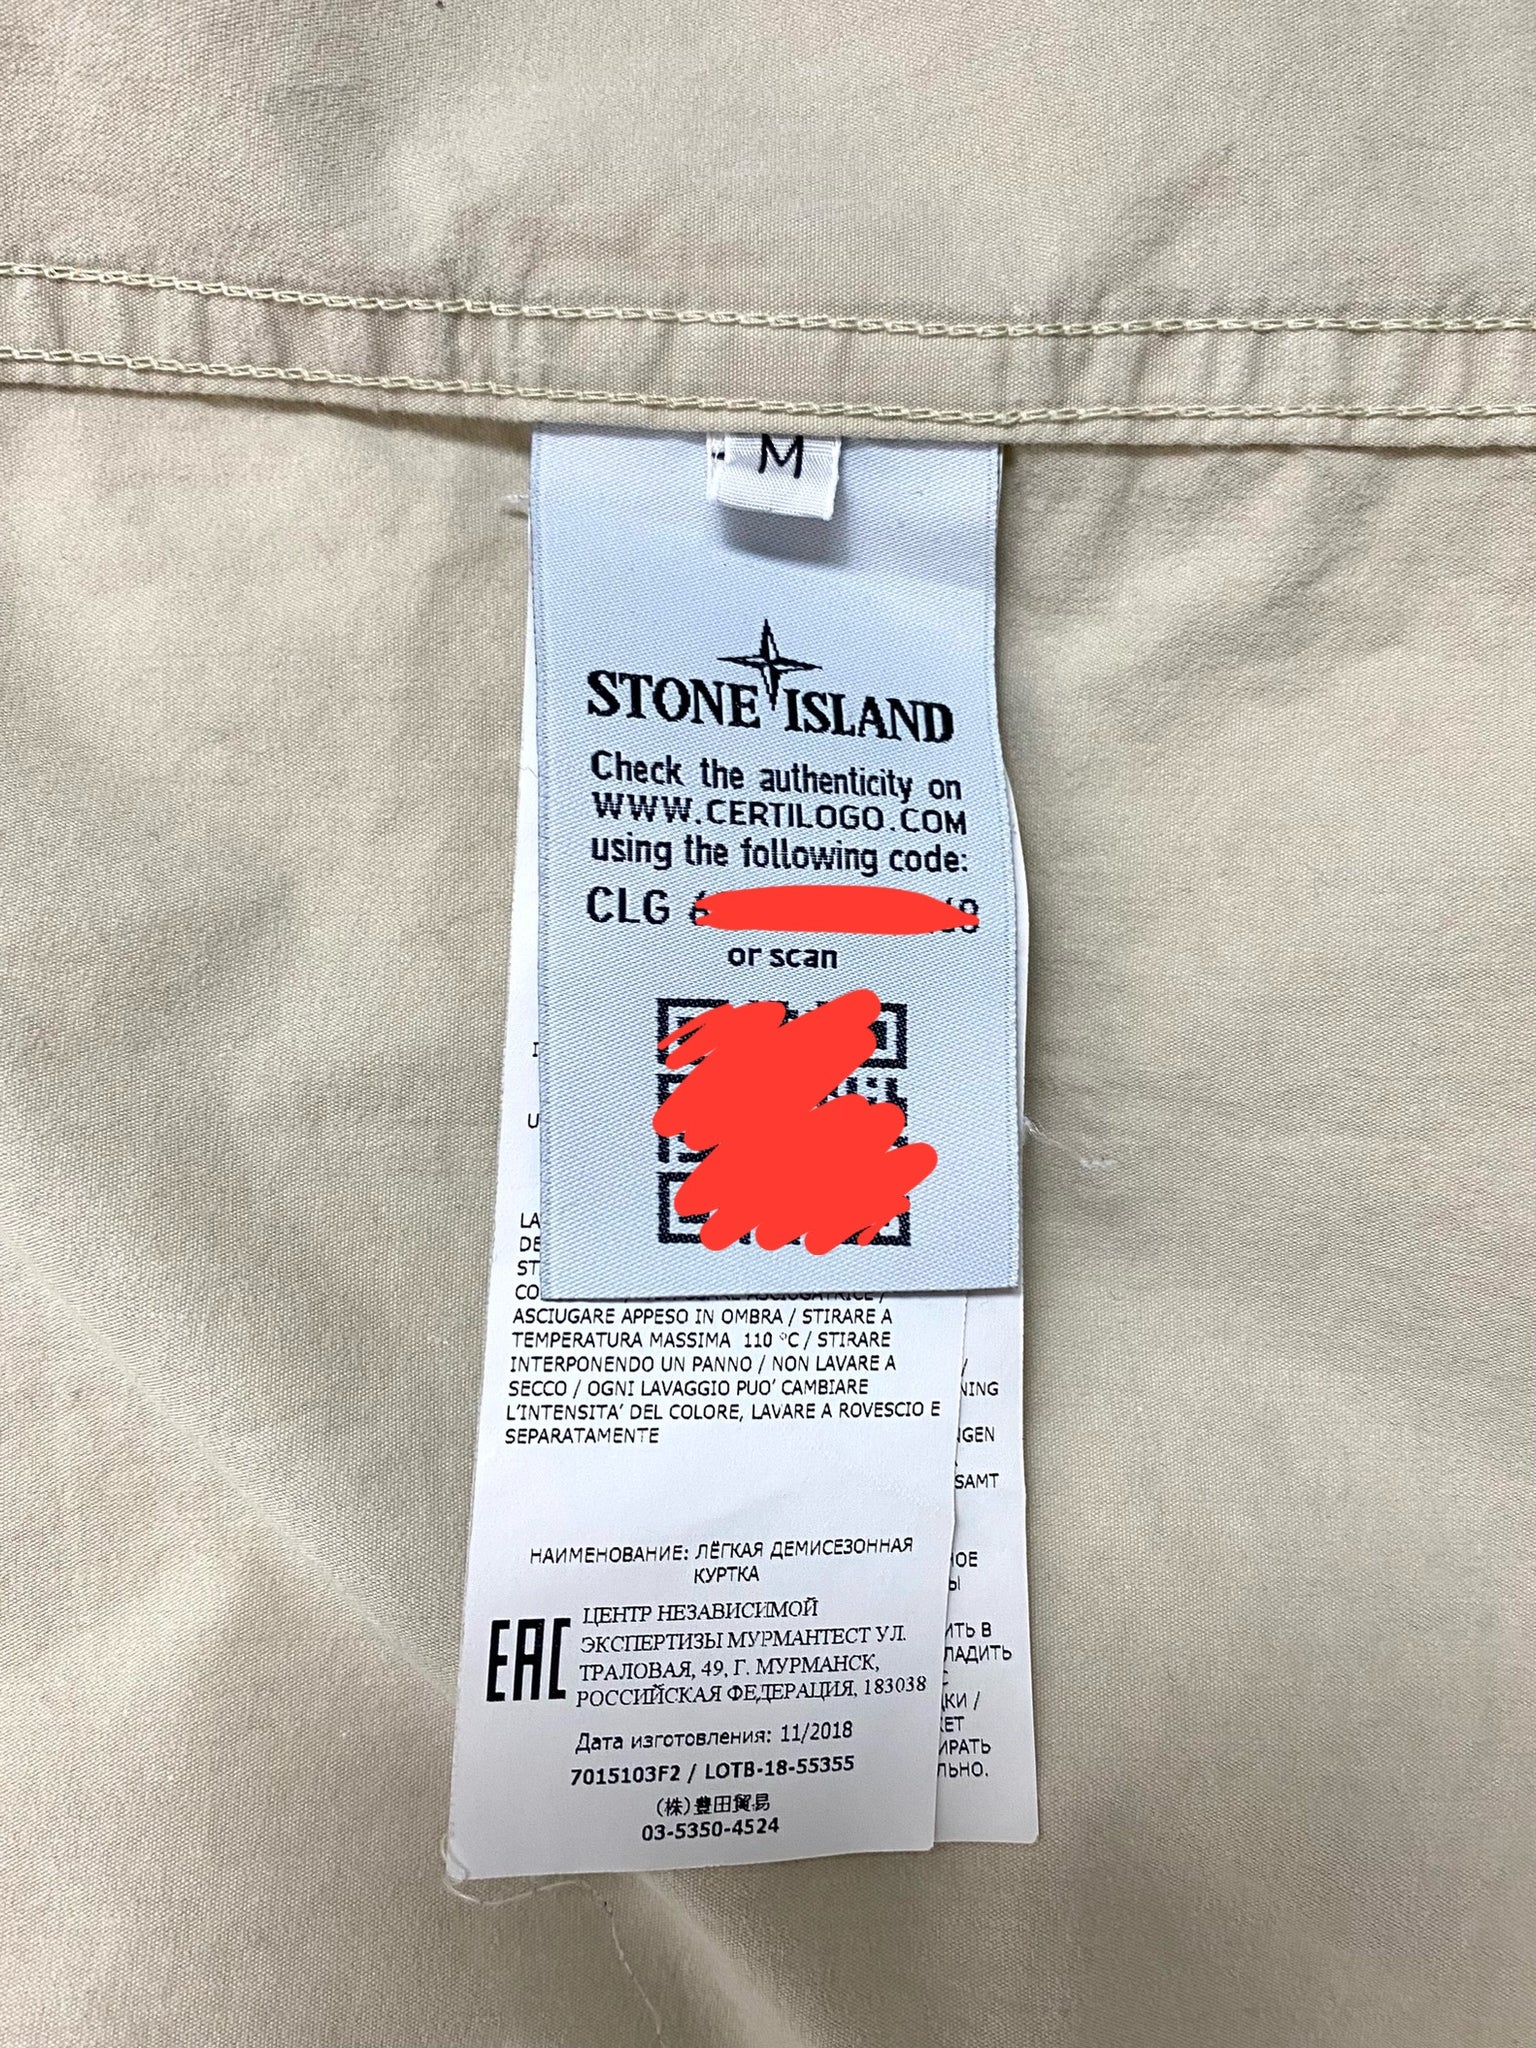 M
STONE ISLAND
Check the authenticity on
WWW.CERTILOGO.COM
using the following code:
CLG
or scan
ASCIUGARE APPESO IN OMBRA / STIRARE A
TEMPERATURA MASSIMA 110 °C / STIRARE
INTERPONENDO UN PANNO / NON LAVARE A
SECCO / OGNI LAVAGGIO PUO' CAMBIARE
L'INTENSITA' DEL COLORE, LAVARE A ROVESCIO E
SEPARATAMENTE
НАИМЕНОВАНИЕ: ЛЁГКАЯ ДЕМИСЕЗОННАЯ
КУРТКА
EAC
ЦЕНТР НЕЗАВИСИМОЙ
ЭКСПЕРТИЗЫ МУРМАНТЕСТ УЛ.
ТРАЛОВАЯ, 49, Г. МУРМАНСК,
РОССИЙСКАЯ ФЕДЕРАЦИЯ, 183038
Дата изготовления: 11/2018
7015103F2 / LOTB-18-55355
(株)豊田貿易
03-5350-4524